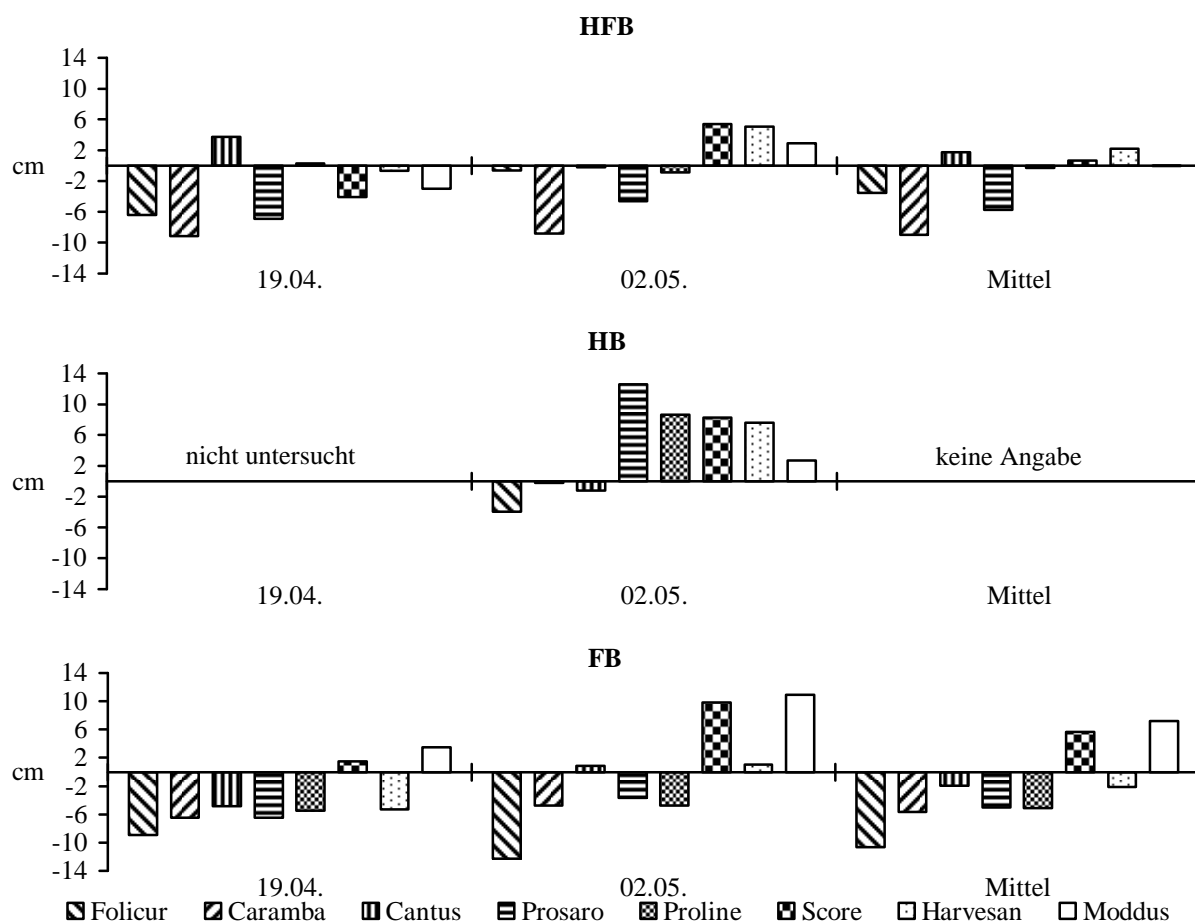 HFB
14
10
6
2
cm
-2
-6
-10
-14
19.04. 02.05. Mittel
HB
14
10
6
nicht untersucht keine Angabe
2
cm
-2
-6
-10
-14
19.04. 02.05. Mittel
FB
14
10
6
2
cm
-2
-6
-10
-14
19.04. 02.05. Mittel
Folicur Caramba Cantus Prosaro Proline Score Harvesan Moddus